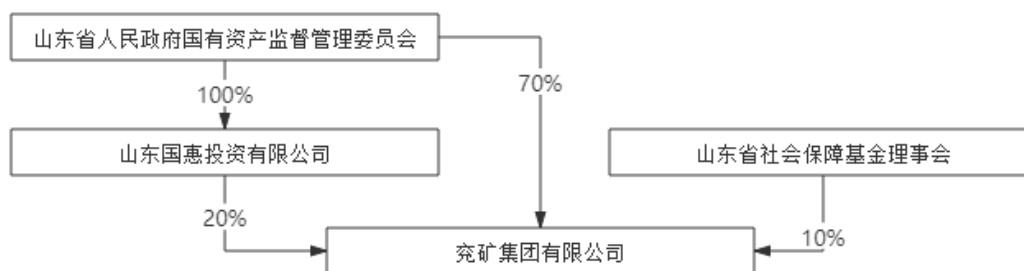 山东省人民政府国有资产监督管理委员会
70%
100%
山东国惠投资有限公司
山东省社会保障基金理事会
20%
10%
兖矿集团有限公司